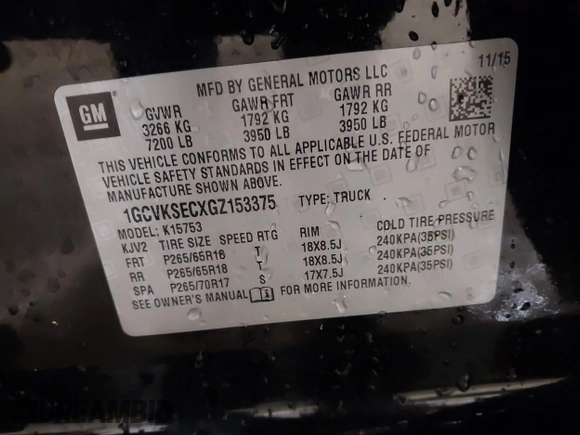 11/15
GM
MFD BY GENERAL MOTORS LLC
GVWR GAWR FRT GAWR RR
3266 KG 1792 KG 1792 KG
7200 LB 3950 LB 3950 LB
THIS VEHICLE CONFORMS TO ALL APPLICABLE U.S. FEDERAL MOTOR
VEHICLE SAFETY STANDARDS IN EFFECT ON THE DATE OF
MANUFACTURE SHOWN ABOVE.
1GCVKSECXGZ153375 TYPE: TRUCK
MODEL: K15753
KJV2 TIRE SIZE SPEED RTG RIM COLD TIRE PRESSURE
FRT P265/65R18 T 18X8.5J 240KPA(35PSI)
RR P265/65R18 T 18X8.5J 240KPA(35PSI)
SPA P265/70R17 S 17X7.5J 240KPA(35PSI)
SEE OWNER'S MANUAL FOR MORE INFORMATION.
DREAMBID